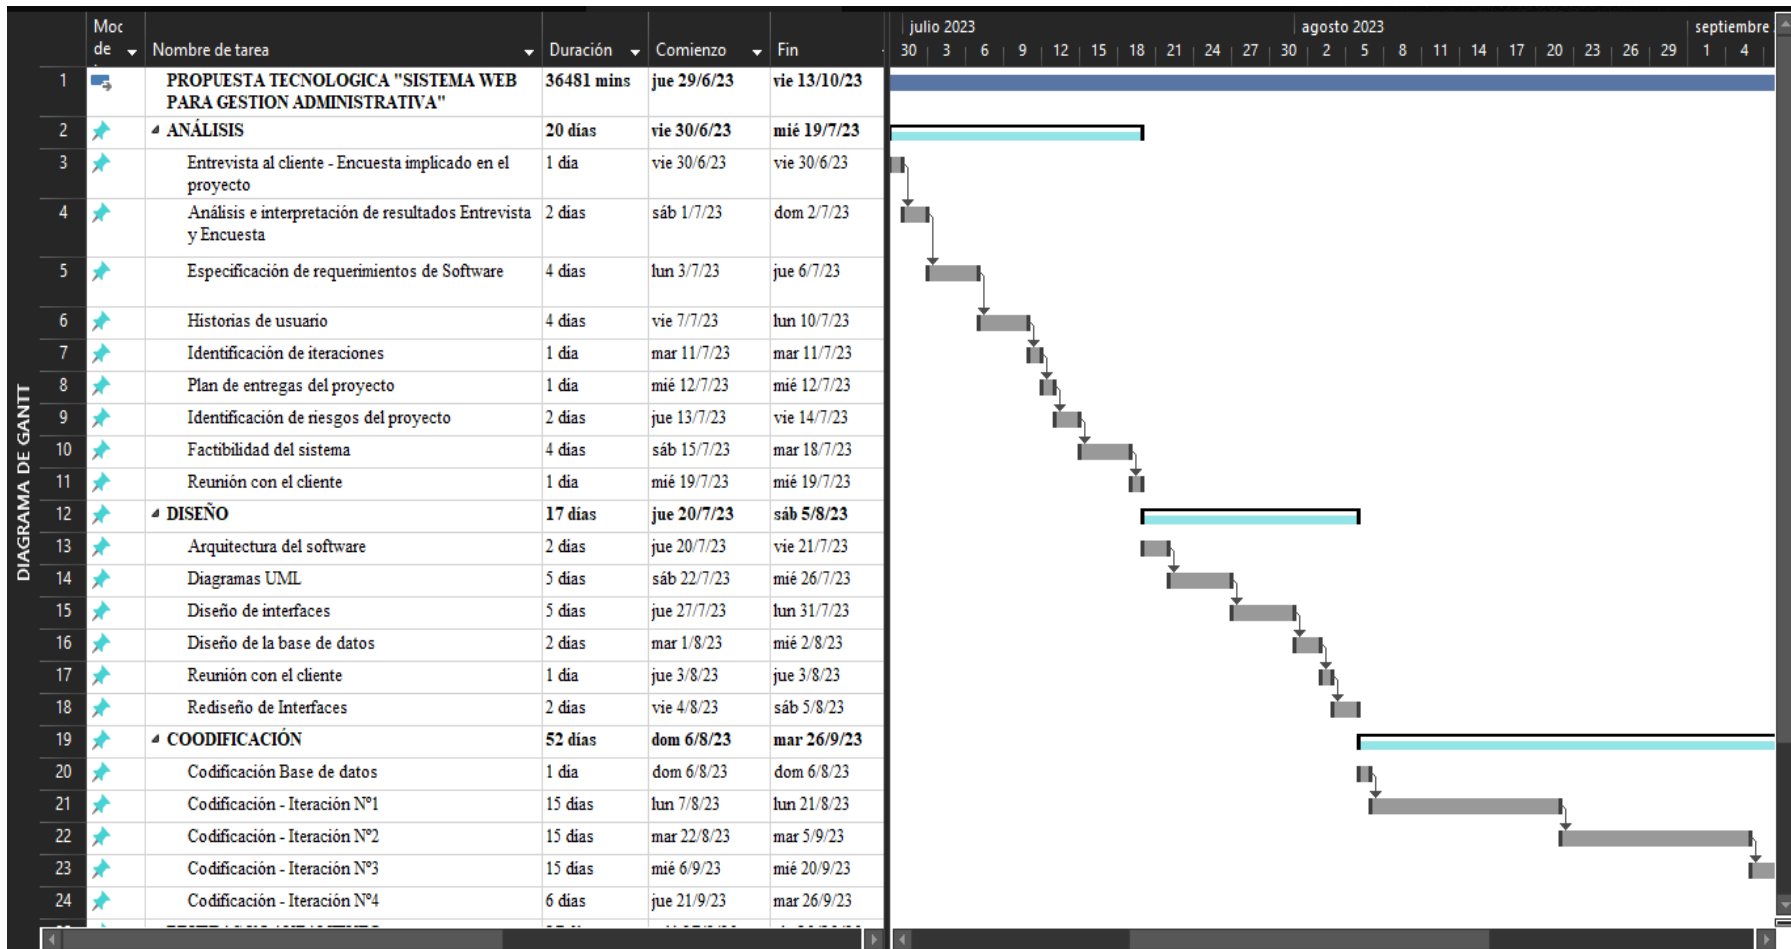 julio 2023 agosto 2023 septiembre
Moc
de Nombre de tarea Duración Comienzo Fin
30 3 6 9 12 15 18 21 24 27 30 2 5 8 11 14 17 20 23 26 29 1 4
1 PROPUESTA TECNOLOGICA "SISTEMA WEB 36481 mins jue 29/6/23 vie 13/10/23
PARA GESTION ADMINISTRATIVA"
2 ANÁLISIS 20 días vie 30/6/23 mié 19/7/23
3 Entrevista al cliente - Encuesta implicado en el 1 día vie 30/6/23 vie 30/6/23
proyecto
4 Análisis e interpretación de resultados Entrevista 2 días sáb 1/7/23 dom 2/7/23
y Encuesta
5 Especificación de requerimientos de Software 4 días lun 3/7/23 jue 6/7/23
6 Historias de usuario 4 días vie 7/7/23 lun 10/7/23
7 Identificación de iteraciones 1 día mar 11/7/23 mar 11/7/23
8 Plan de entregas del proyecto 1 día mié 12/7/23 mié 12/7/23
9 Identificación de riesgos del proyecto 2 días jue 13/7/23 vie 14/7/23
10 Factibilidad del sistema 4 días sáb 15/7/23 mar 18/7/23
11 Reunión con el cliente 1 día mié 19/7/23 mié 19/7/23
12 DISEÑO 17 días jue 20/7/23 sáb 5/8/23
13 Arquitectura del software 2 días jue 20/7/23 vie 21/7/23
14 Diagramas UML 5 días sáb 22/7/23 mié 26/7/23
15 Diseño de interfaces 5 días jue 27/7/23 lun 31/7/23
16 Diseño de la base de datos 2 días mar 1/8/23 mié 2/8/23
17 Reunión con el cliente 1 día jue 3/8/23 jue 3/8/23
18 Rediseño de Interfaces 2 días vie 4/8/23 sáb 5/8/23
19 COODIFICACIÓN 52 días dom 6/8/23 mar 26/9/23
20 Codificación Base de datos 1 día dom 6/8/23 dom 6/8/23
21 Codificación - Iteración Nº1 15 días lun 7/8/23 lun 21/8/23
22 Codificación - Iteración Nº2 15 días mar 22/8/23 mar 5/9/23
23 Codificación - Iteración Nº3 15 días mié 6/9/23 mié 20/9/23
24 Codificación - Iteración Nº4 6 días jue 21/9/23 mar 26/9/23
DIAGRAMA DE GANTT